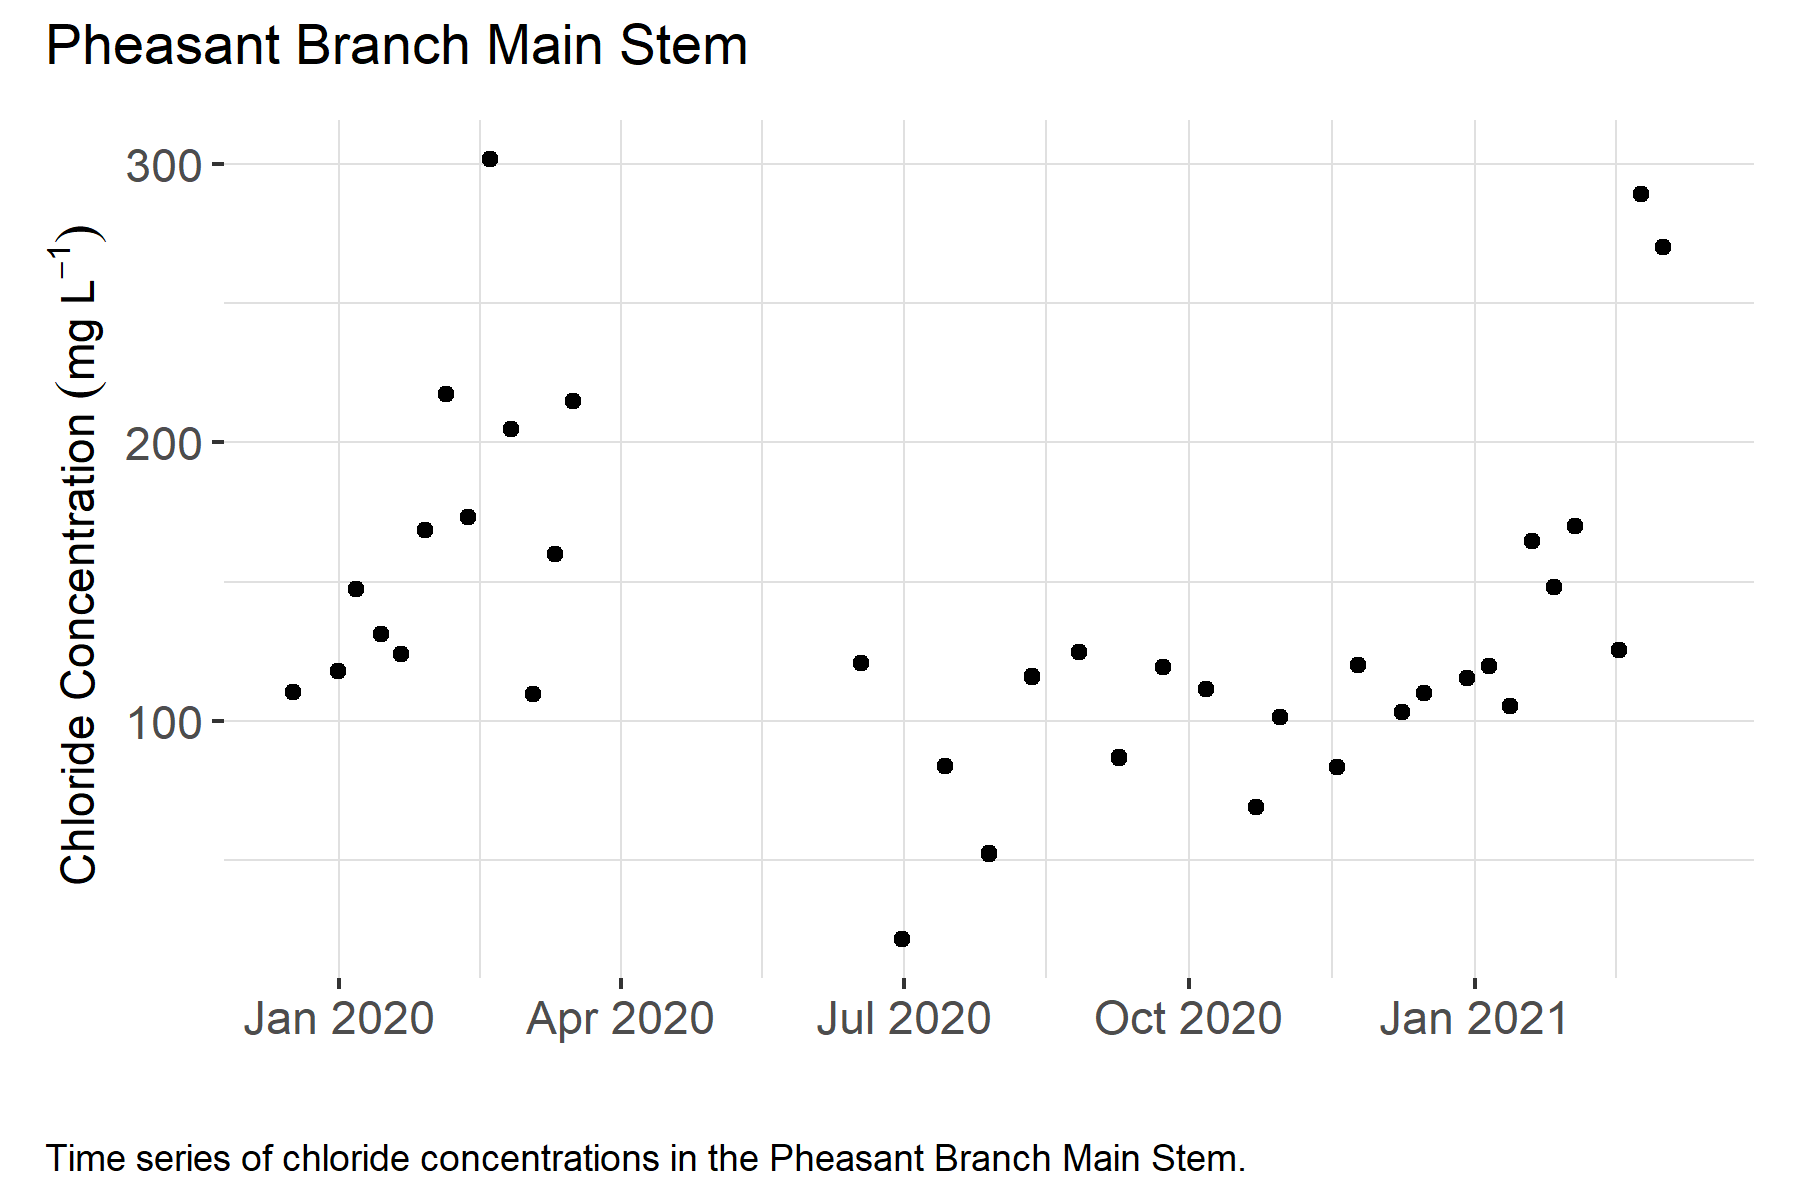 Pheasant Branch Main Stem
300
200
100
Chloride Concentration (mg L⁻¹)
Jan 2020 Apr 2020 Jul 2020 Oct 2020 Jan 2021
Time series of chloride concentrations in the Pheasant Branch Main Stem.